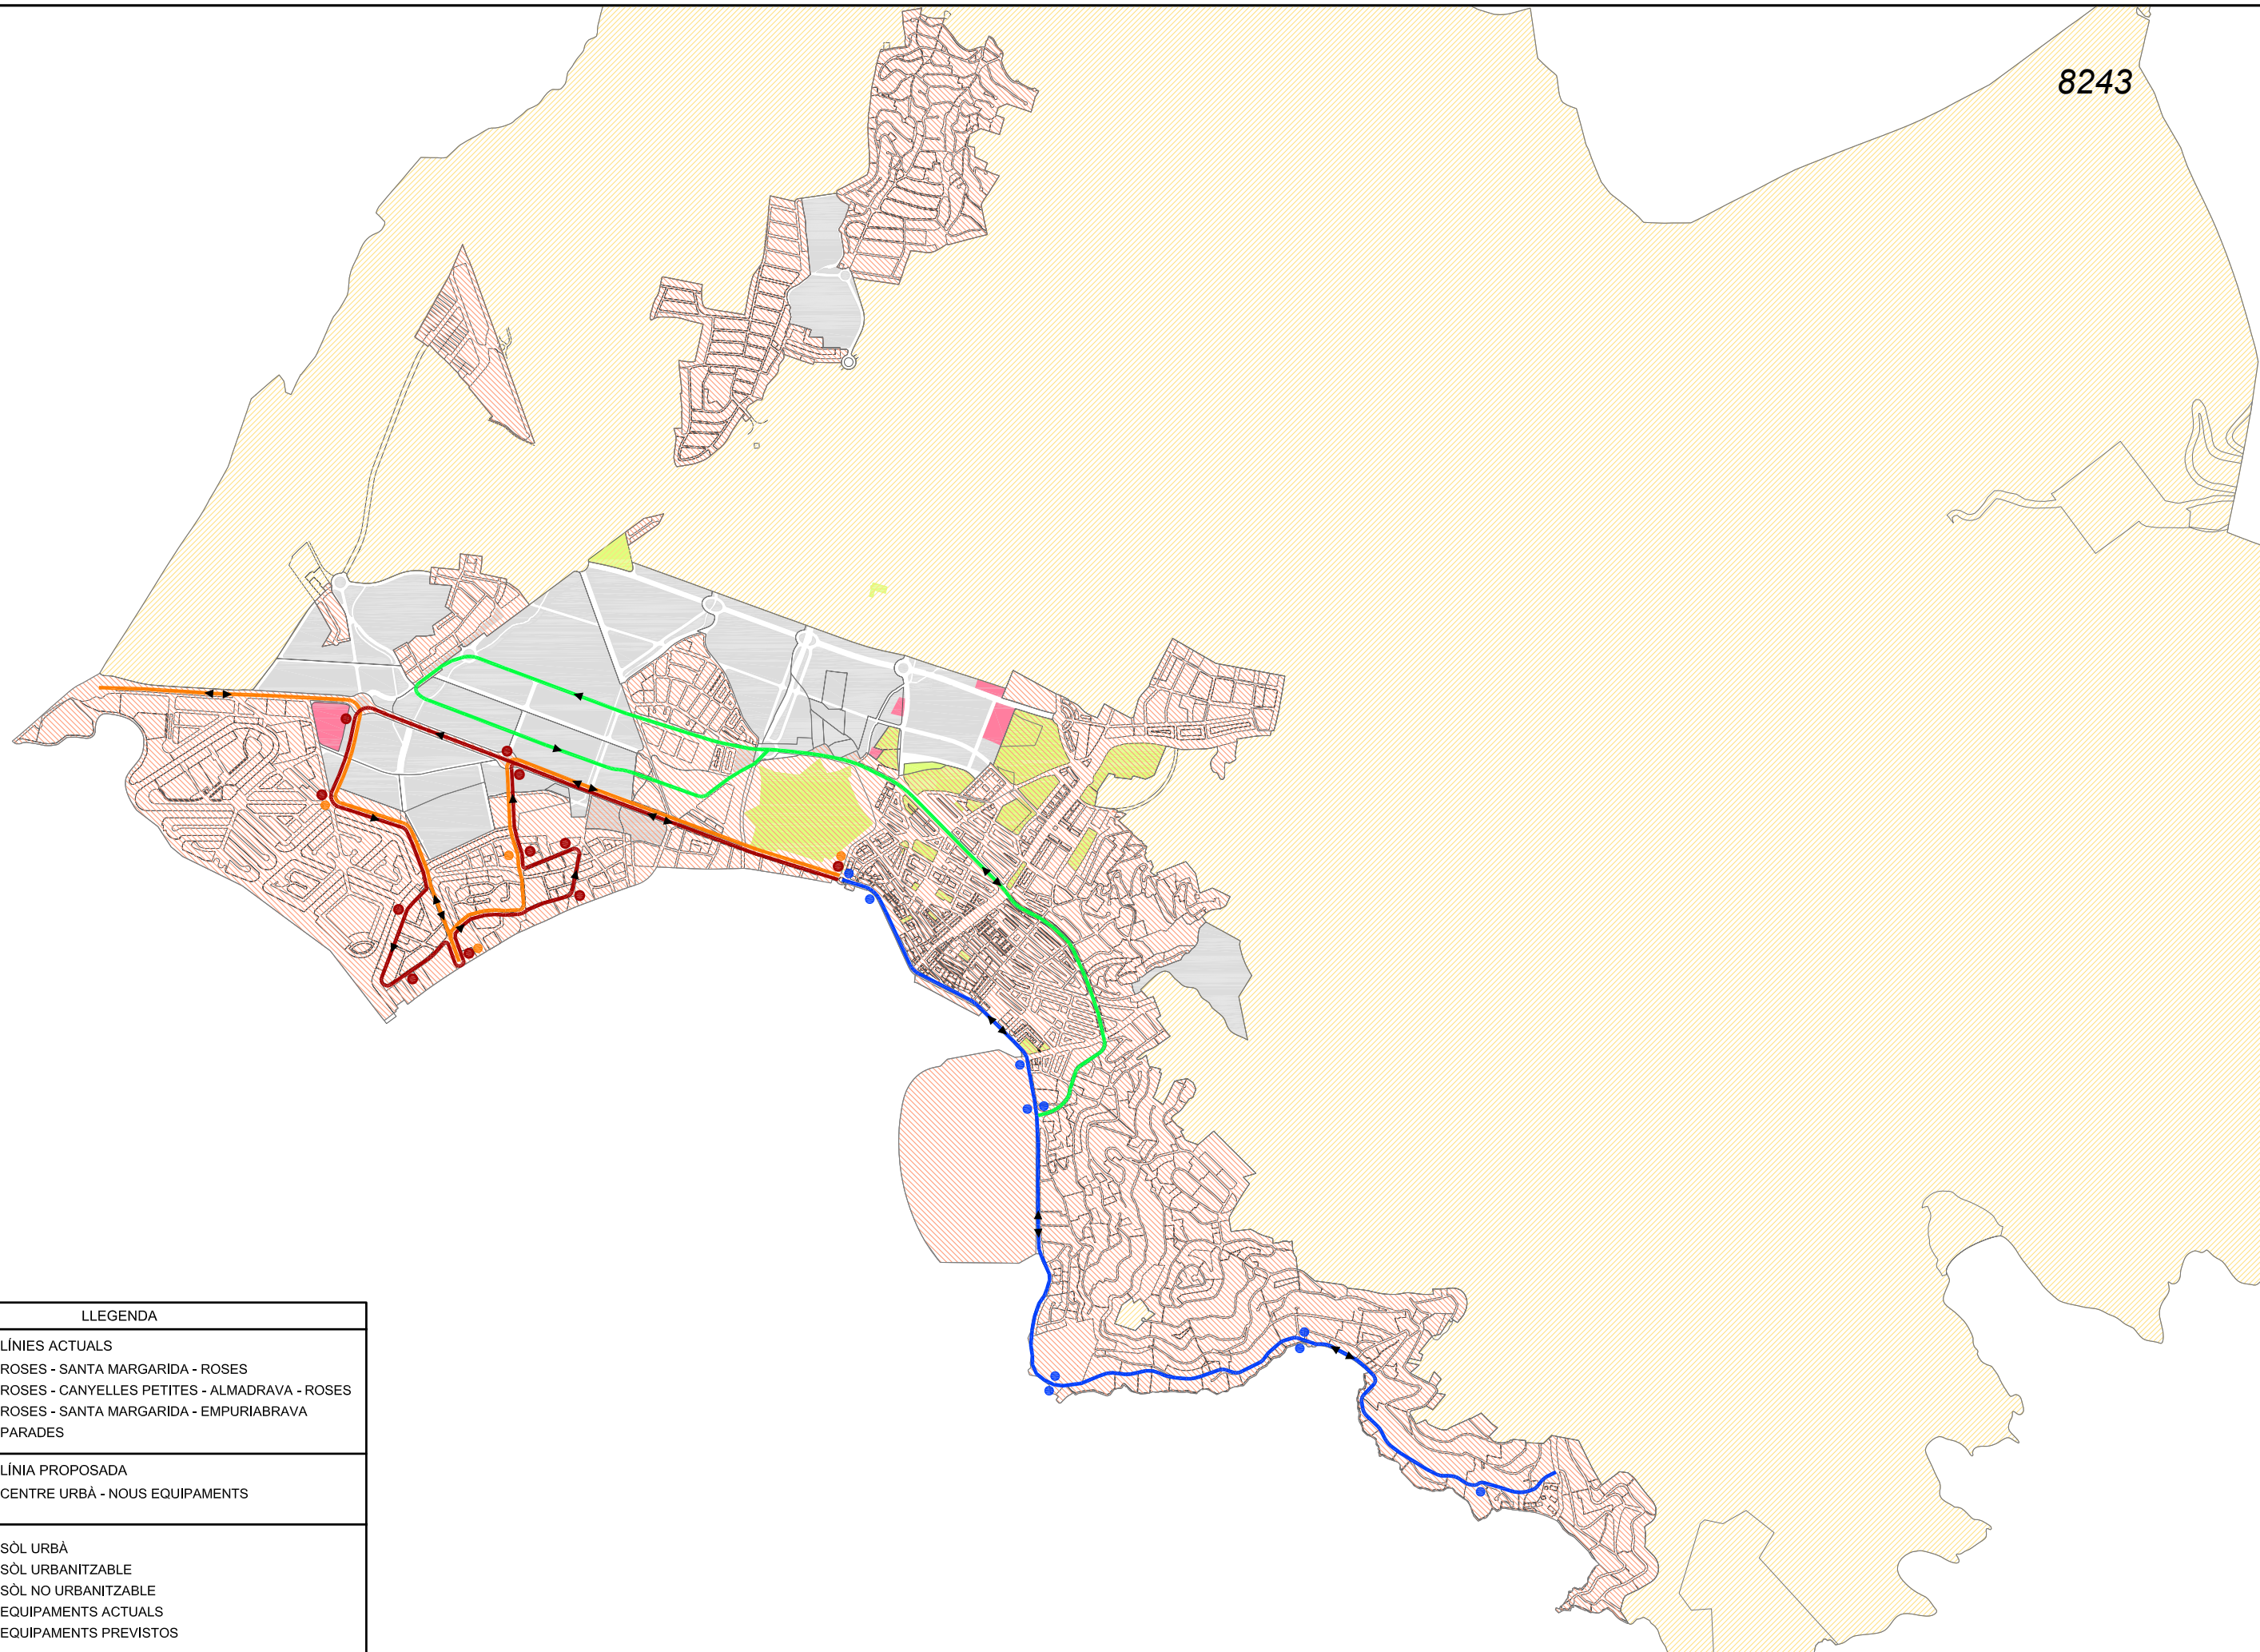 8243
LLEGENDA
LÍNIES ACTUALS
ROSES - SANTA MARGARIDA - ROSES
ROSES - CANYELLES PETITES - ALMADRAVA - ROSES
ROSES - SANTA MARGARIDA - EMPURIABRAVA
PARADES
LÍNIA PROPOSADA
CENTRE URBÀ - NOUS EQUIPAMENTS
SÒL URBÀ
SÒL URBANITZABLE
SÒL NO URBANITZABLE
EQUIPAMENTS ACTUALS
EQUIPAMENTS PREVISTOS